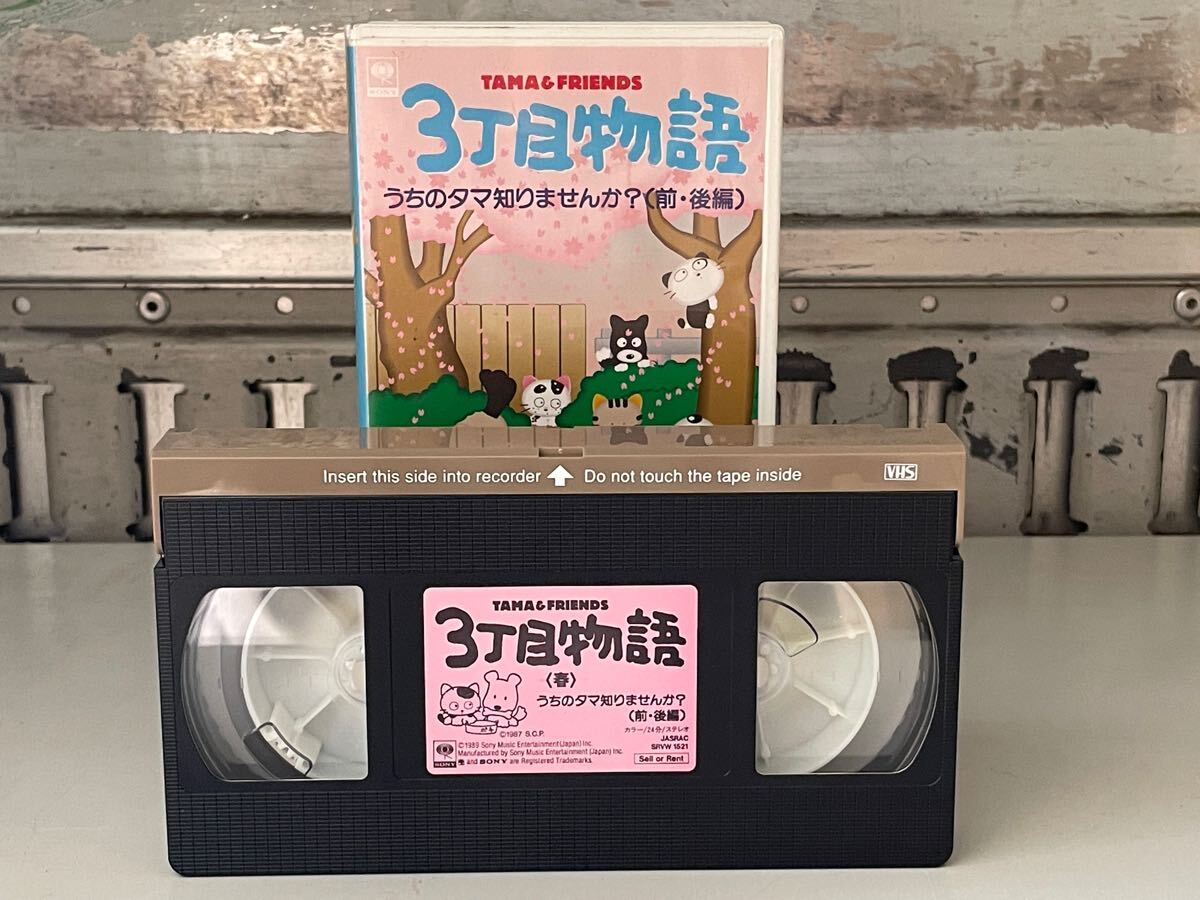 SONY
TAMA & FRIENDS
3丁目物語
うちのタマ知りませんか?(前・後編)
Insert this side into recorder Do not touch the tape inside
VHS
TAMA & FRIENDS
3丁目物語
〈春〉
うちのタマ知りませんか?
(前・後編)
©1987 S.C.P.
カラー/24分/ステレオ
JASRAC
SRVW 1521
Sell or Rent
SONY
©1989 Sony Music Entertainment (Japan) Inc.
Manufactured by Sony Music Entertainment (Japan) Inc.
and SONY are Registered Trademarks.